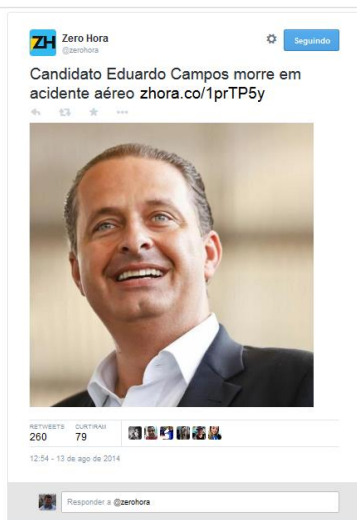 ZH
Zero Hora
@zerohora
Seguindo
Candidato Eduardo Campos morre em
acidente aéreo zhora.co/1prTP5y
RETWEETS
CURTIRAM
260
79
12:54 - 13 de ago de 2014
Responder a @zerohora